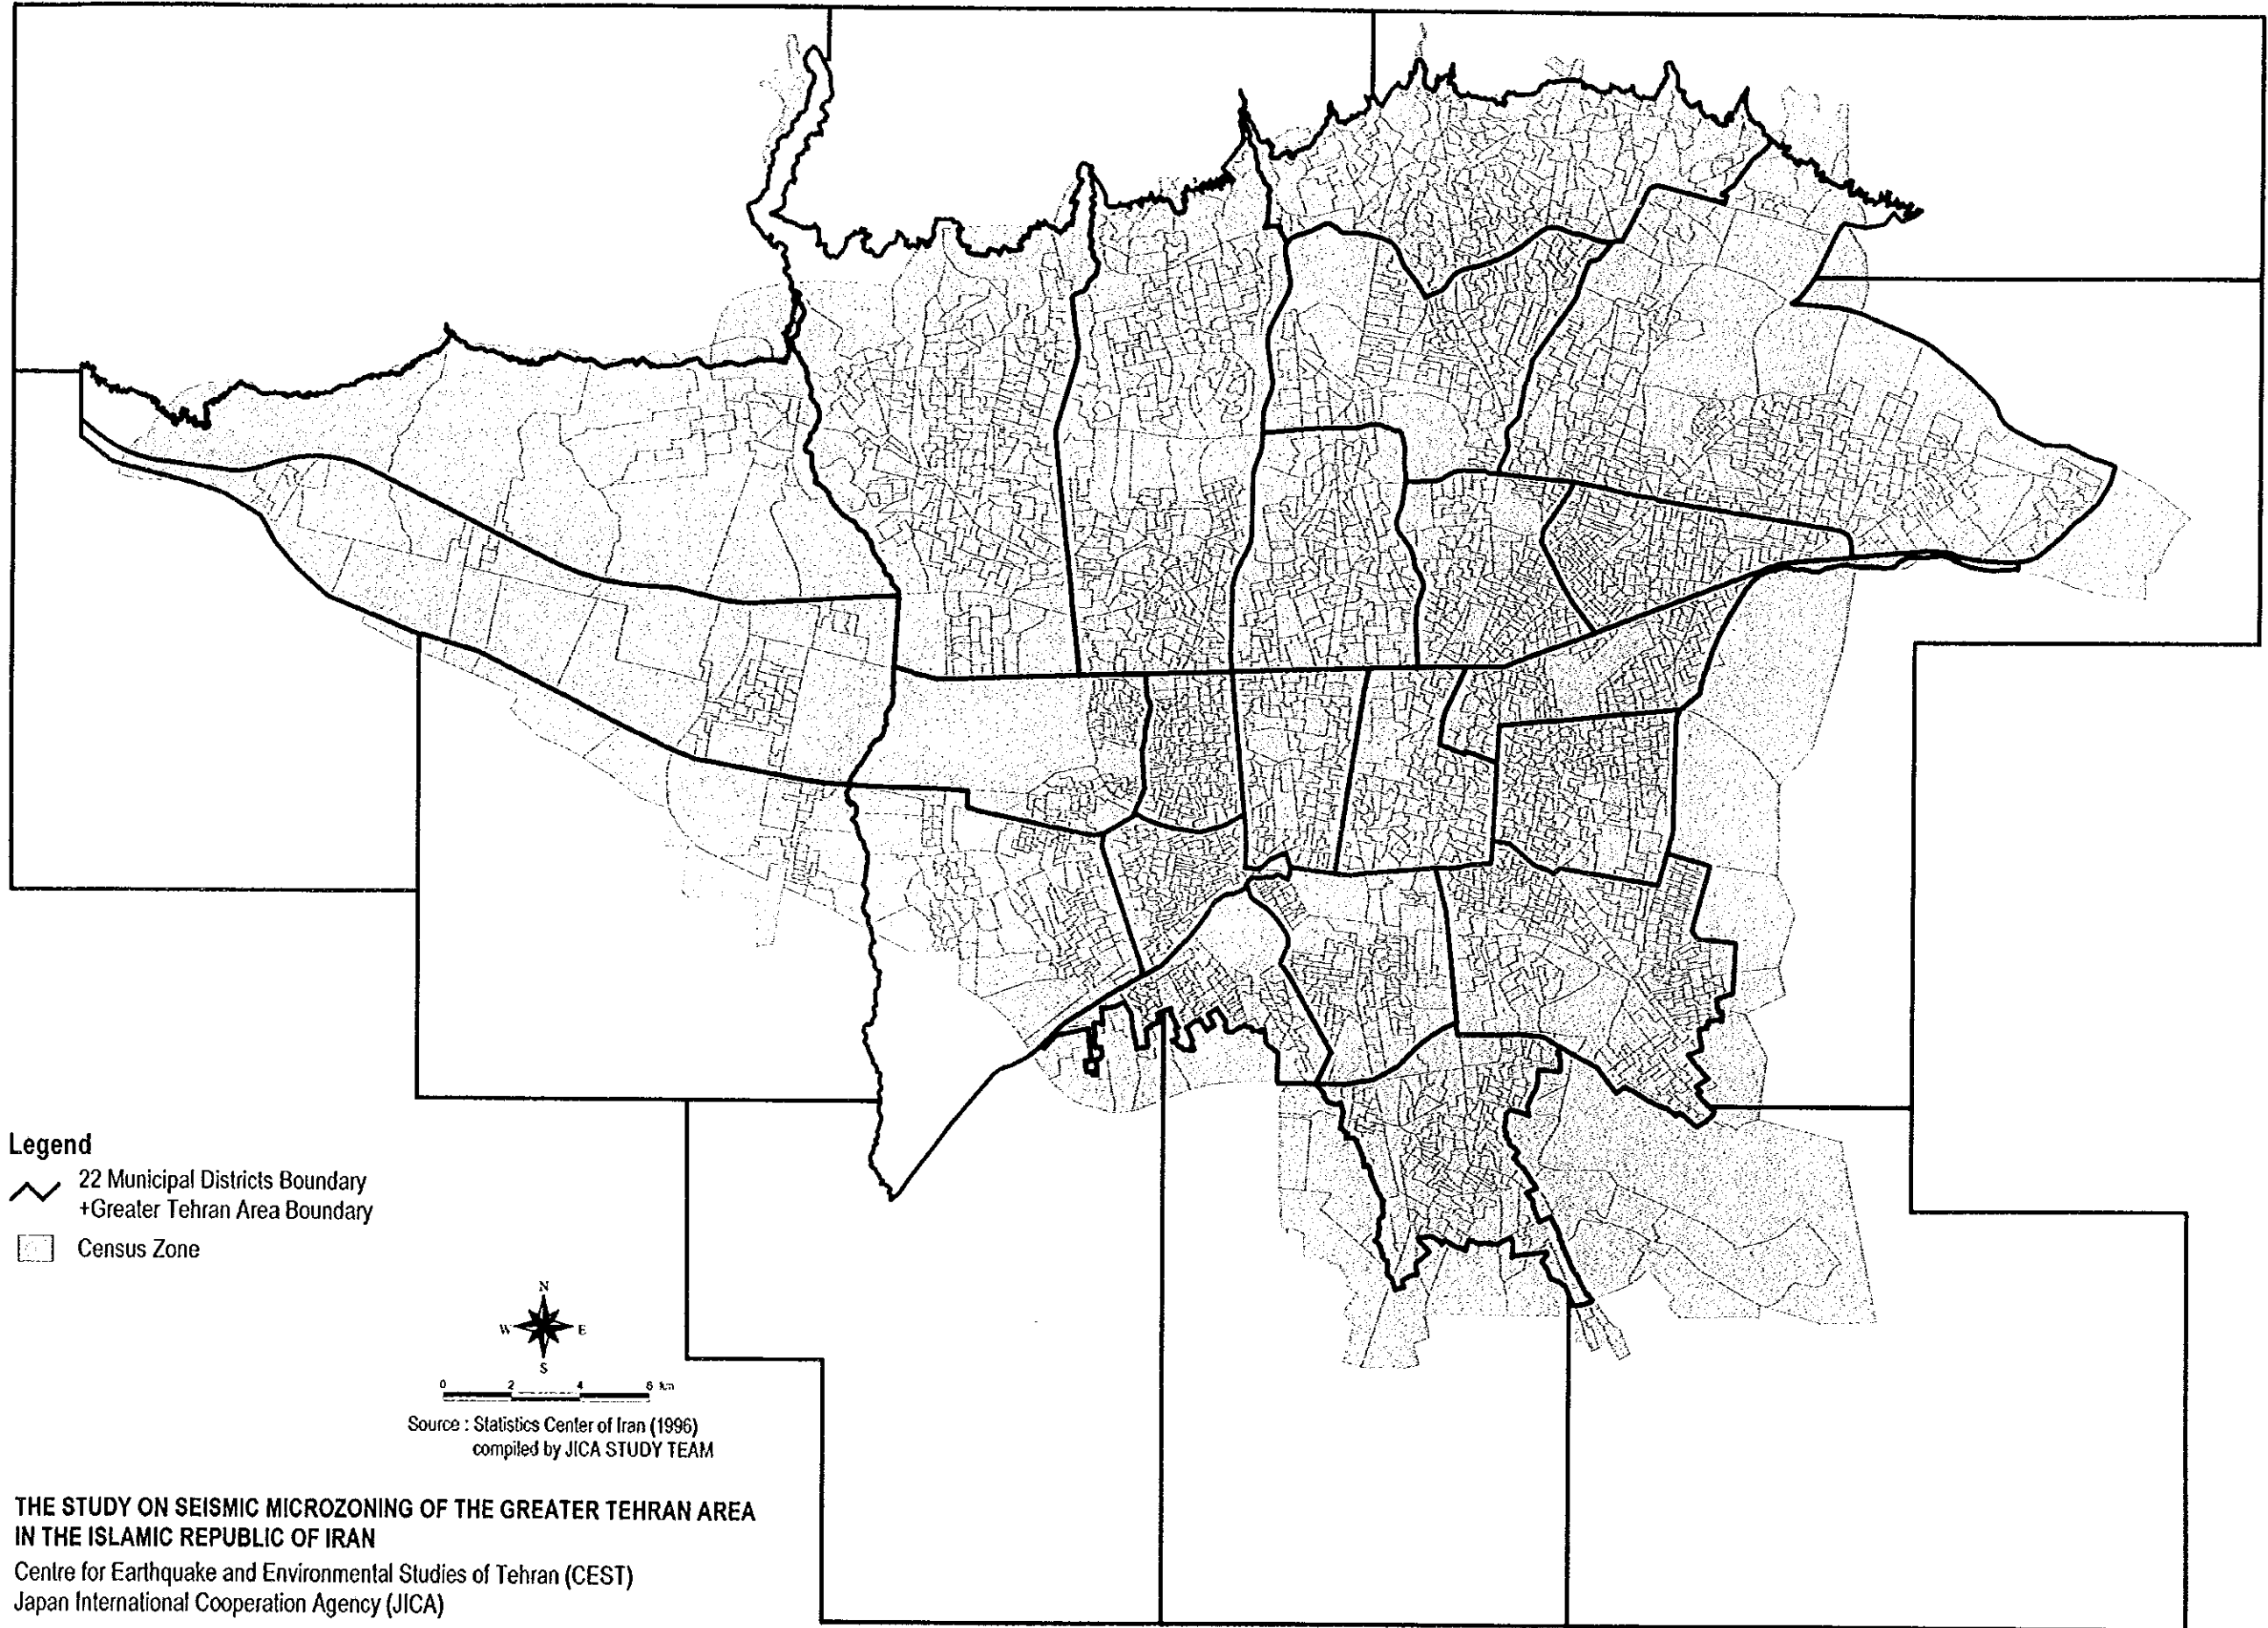 Legend
22 Municipal Districts Boundary
+Greater Tehran Area Boundary
Census Zone
N
W E
S
0 2 4 6 km
Source : Statistics Center of Iran (1996)
compiled by JICA STUDY TEAM
THE STUDY ON SEISMIC MICROZONING OF THE GREATER TEHRAN AREA
IN THE ISLAMIC REPUBLIC OF IRAN
Centre for Earthquake and Environmental Studies of Tehran (CEST)
Japan International Cooperation Agency (JICA)